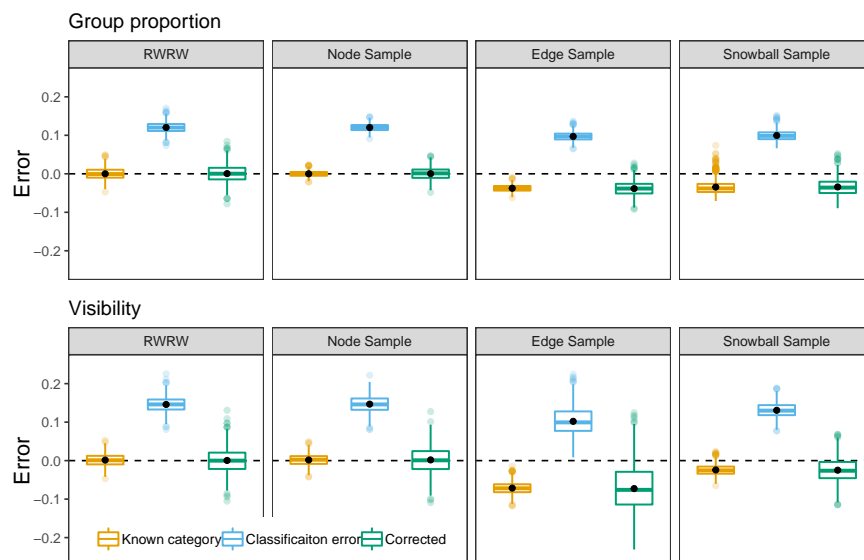 Group proportion
RWRW Node Sample Edge Sample Snowball Sample
0.2
0.1
0.0
−0.1
−0.2
Error
Visibility
RWRW Node Sample Edge Sample Snowball Sample
0.2
0.1
0.0
−0.1
−0.2
Error
Known category Classificaiton error Corrected